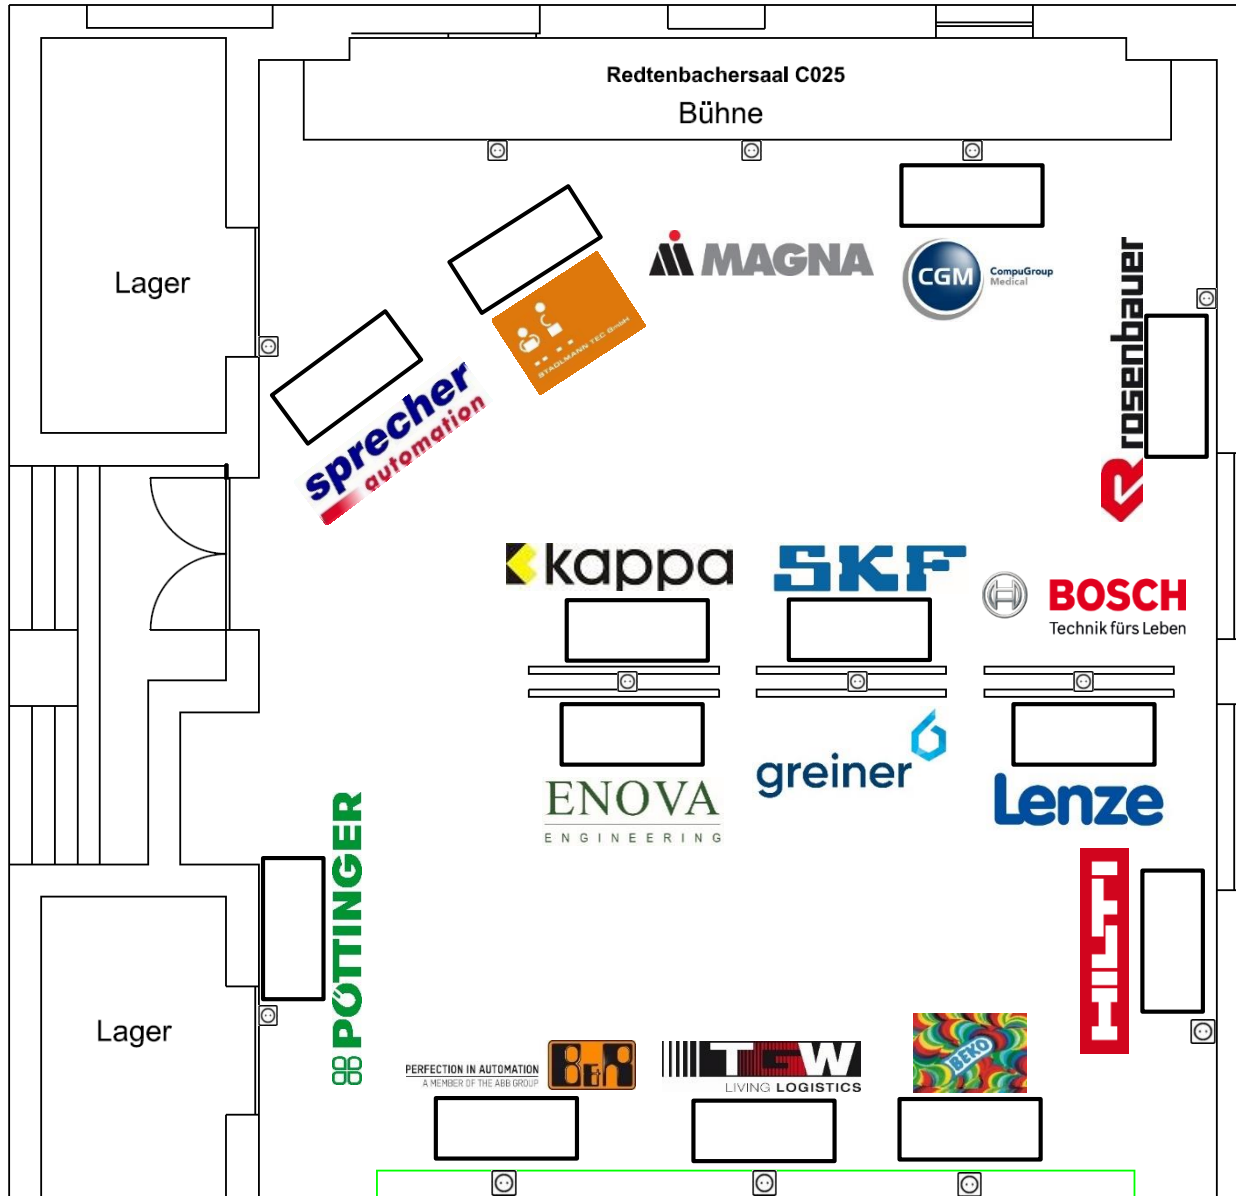 Redtenbachersaal C025
Bühne
MAGNA
CGM
CompuGroup
Medical
Lager
STADLMANN TEC GmbH
rosenbauer
sprecher
automation
kappa
SKF
BOSCH
Technik fürs Leben
greiner
ENOVA
ENGINEERING
Lenze
PÖTTINGER
HILTI
Lager
PERFECTION IN AUTOMATION
A MEMBER OF THE ABB GROUP
B&R
TGW
LIVING LOGISTICS
BEKO